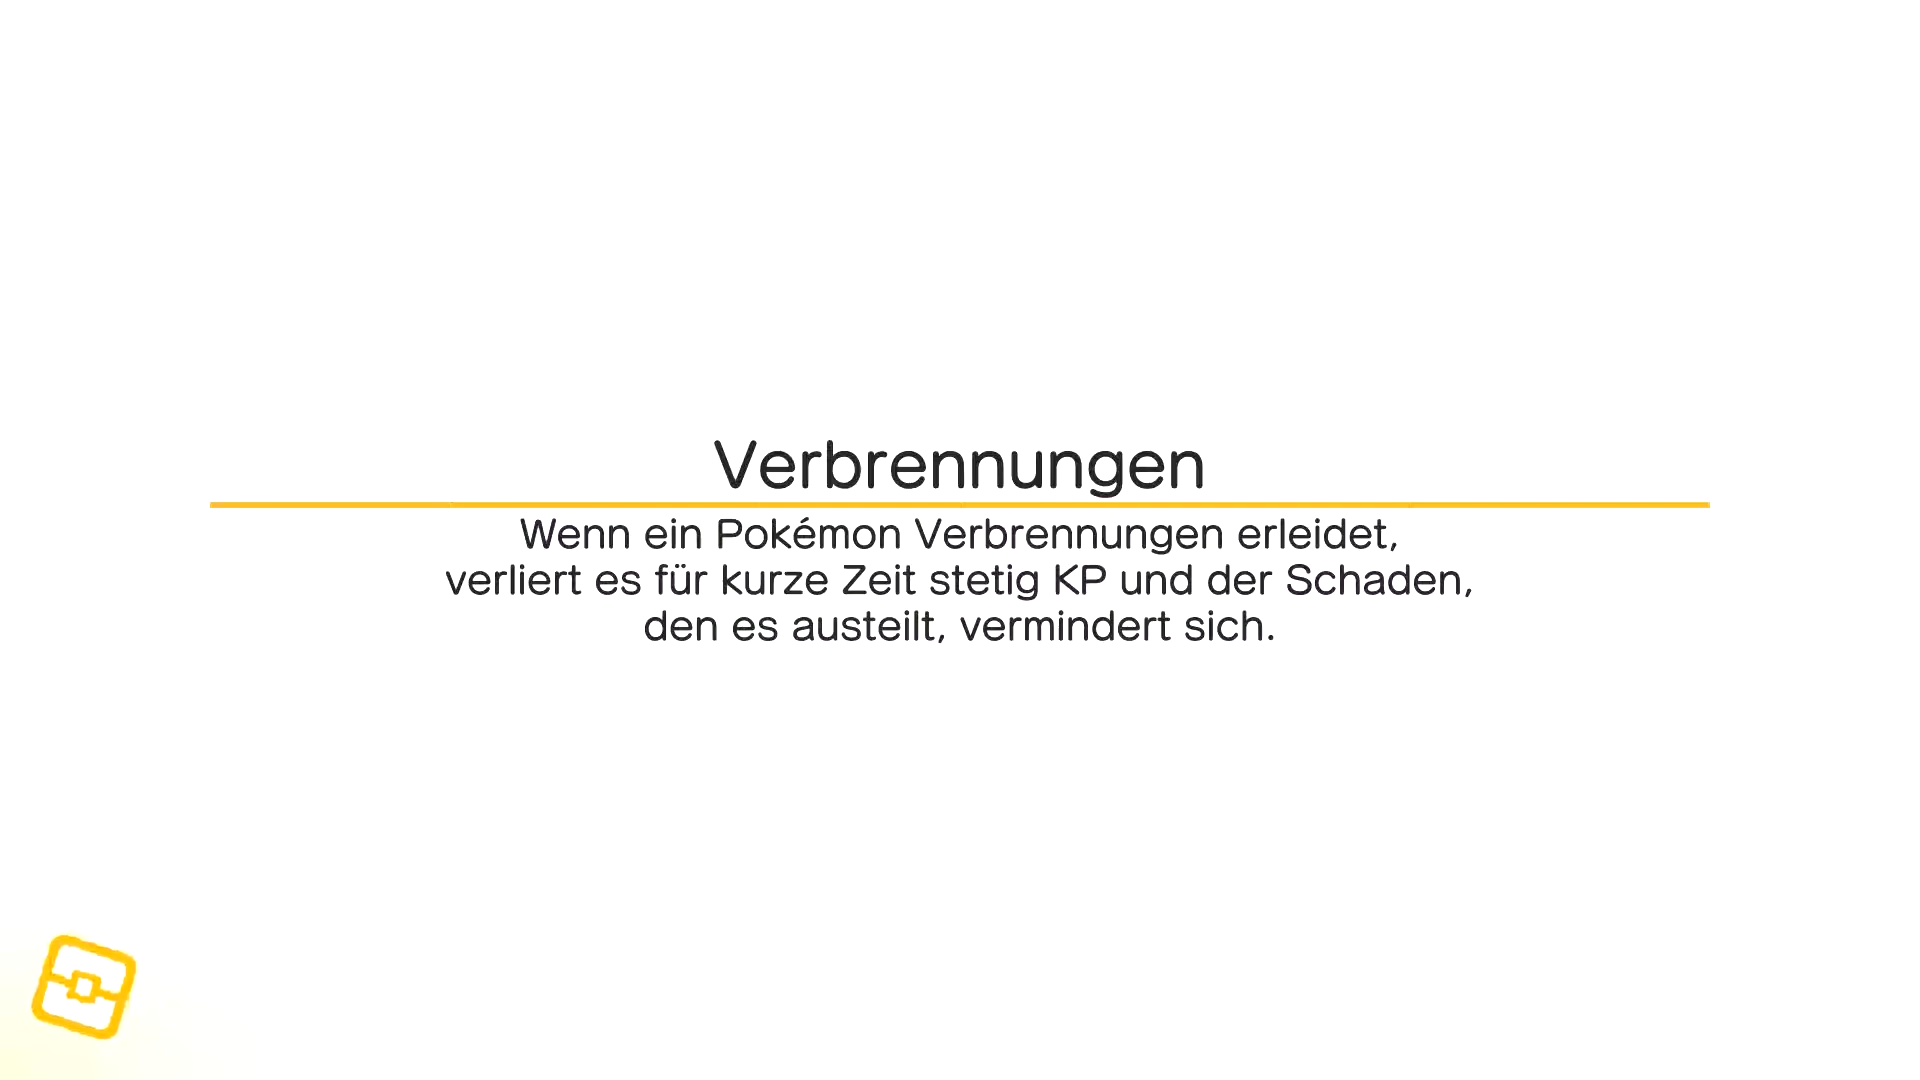 Verbrennungen
Wenn ein Pokémon Verbrennungen erleidet,
verliert es für kurze Zeit stetig KP und der Schaden,
den es austeilt, vermindert sich.